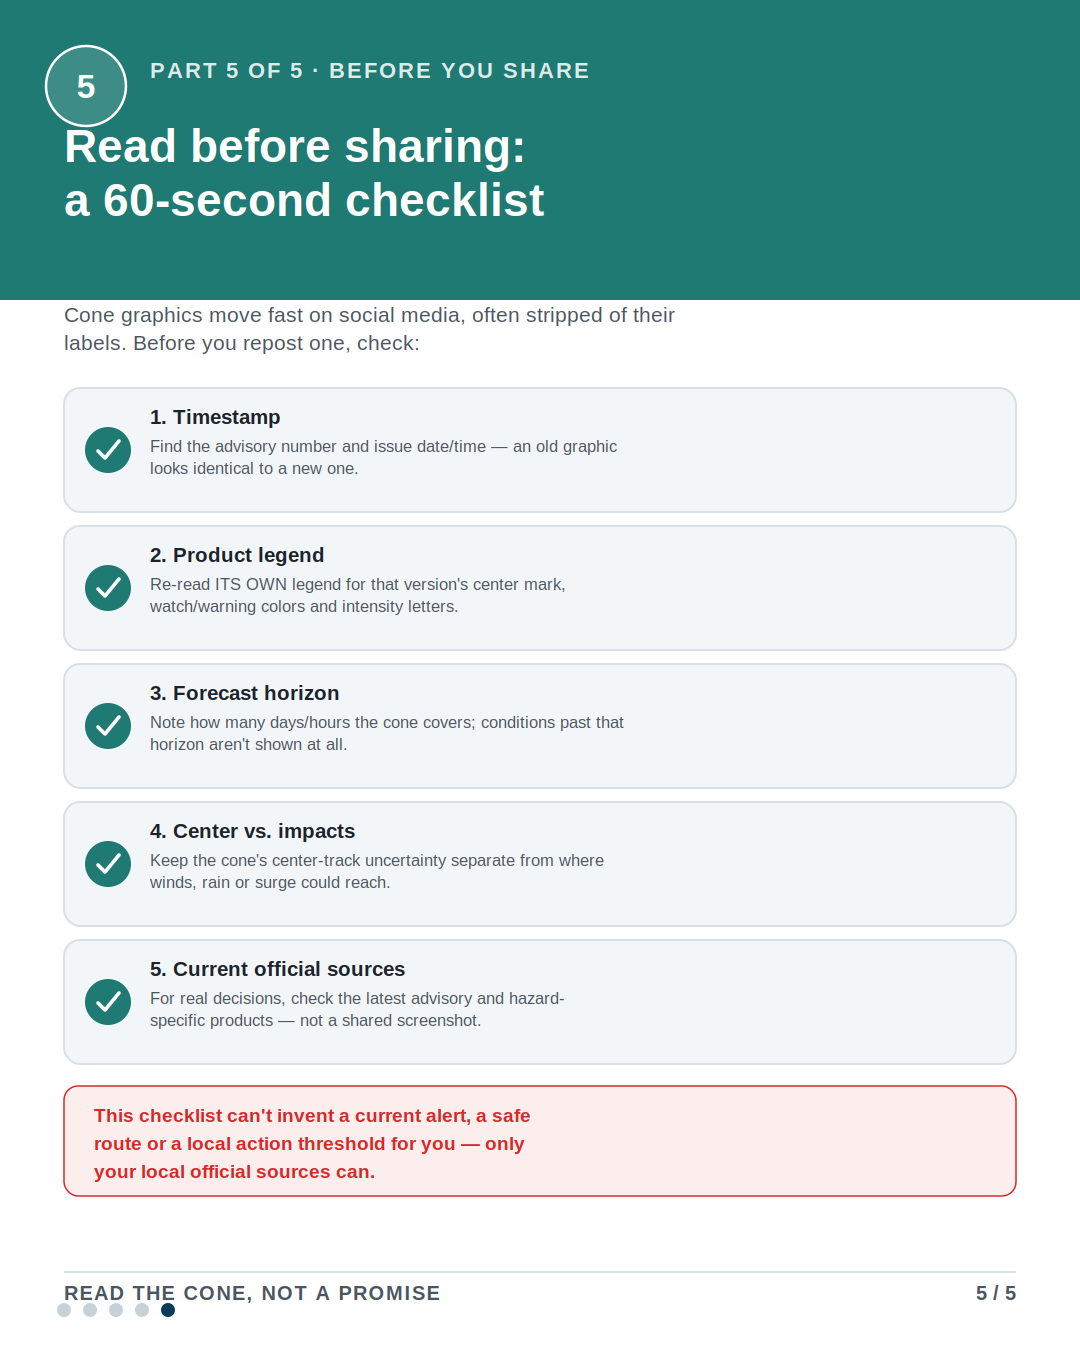 5
PART 5 OF 5 · BEFORE YOU SHARE
Read before sharing:
a 60-second checklist
Cone graphics move fast on social media, often stripped of their
labels. Before you repost one, check:
1. Timestamp
Find the advisory number and issue date/time — an old graphic
looks identical to a new one.
2. Product legend
Re-read ITS OWN legend for that version's center mark,
watch/warning colors and intensity letters.
3. Forecast horizon
Note how many days/hours the cone covers; conditions past that
horizon aren't shown at all.
4. Center vs. impacts
Keep the cone's center-track uncertainty separate from where
winds, rain or surge could reach.
5. Current official sources
For real decisions, check the latest advisory and hazard-
specific products — not a shared screenshot.
This checklist can't invent a current alert, a safe
route or a local action threshold for you — only
your local official sources can.
READ THE CONE, NOT A PROMISE
5 / 5